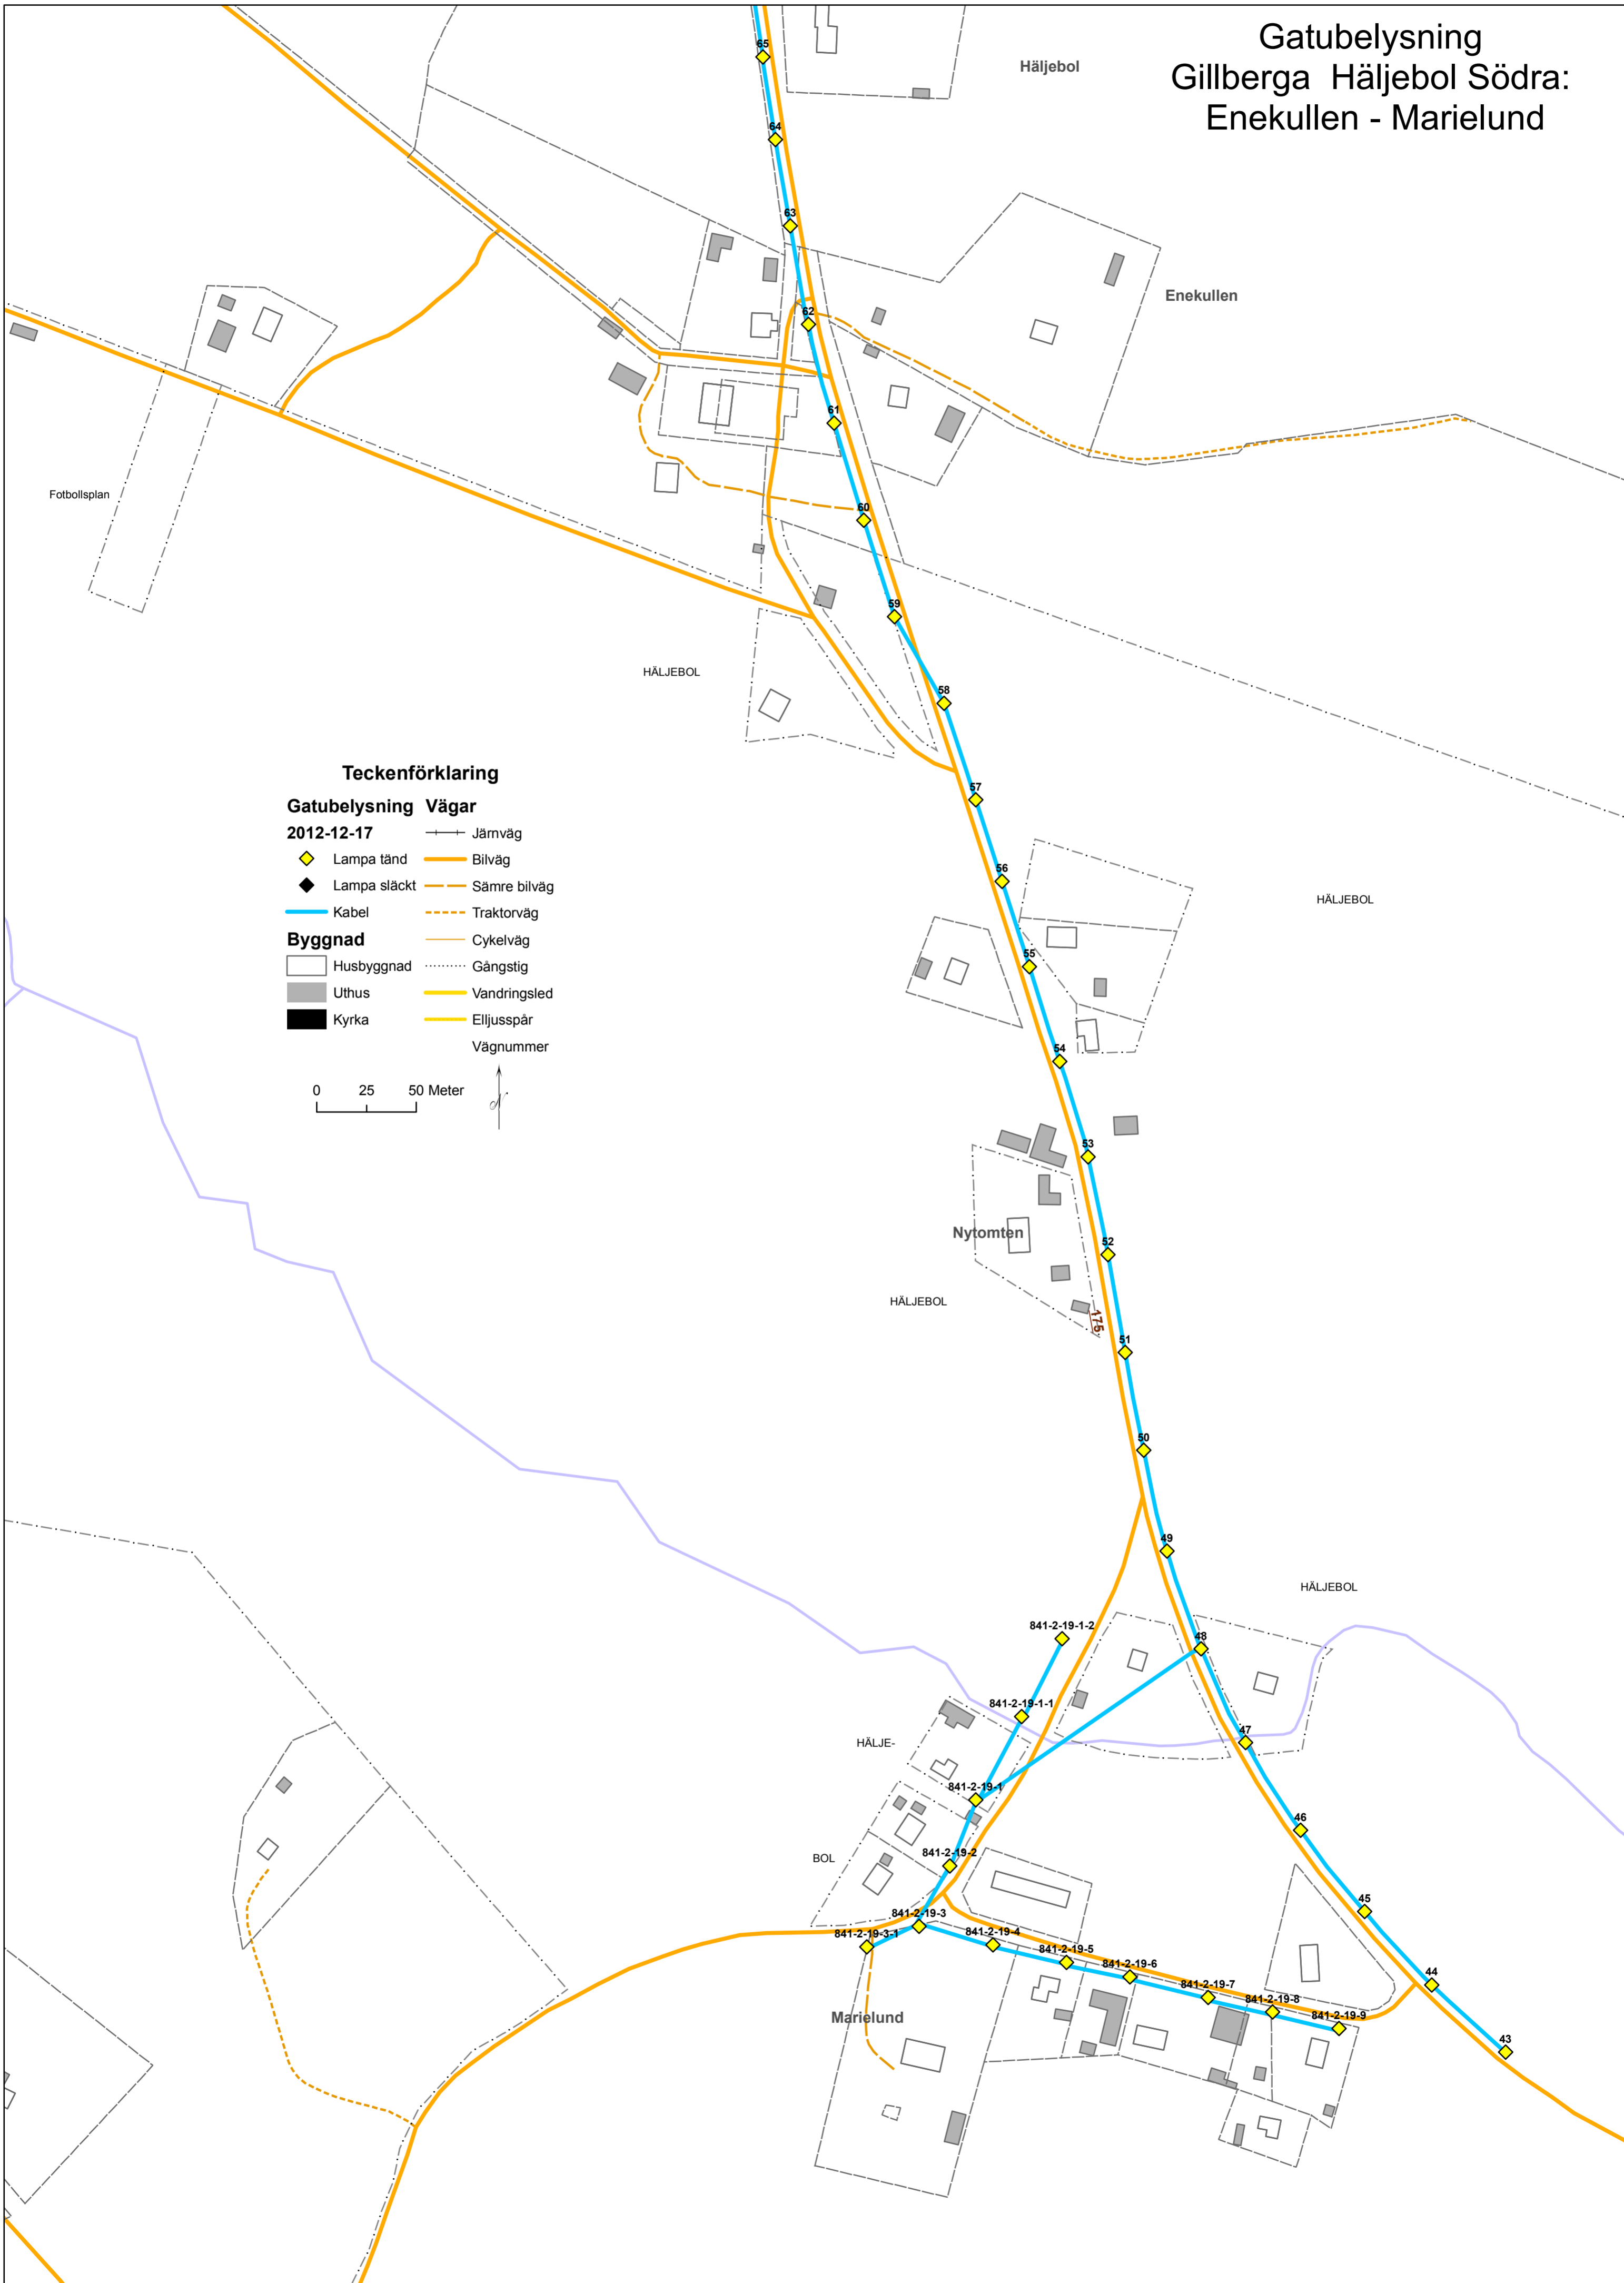 Gatubelysning
Gillberga Häljebol Södra:
Enekullen - Marielund
65
Häljebol
64
63
Enekullen
62
61
Fotbollsplan
60
59
HÄLJEBOL
58
57
Teckenförklaring
Gatubelysning
2012-12-17
Lampa tänd
Lampa släckt
Kabel
Byggnad
Husbyggnad
Uthus
Kyrka
Vägar
Järnväg
Bilväg
Sämre bilväg
Traktorväg
Cykelväg
Gångstig
Vandringsled
Elljusspår
Vägnummer
0 25 50 Meter
N
56
HÄLJEBOL
55
54
53
Nytomten
52
HÄLJEBOL
175
51
50
49
HÄLJEBOL
841-2-19-1-2
48
841-2-19-1-1
47
HÄLJE-
841-2-19-1
46
BOL
841-2-19-2
45
841-2-19-3
841-2-19-3-1
841-2-19-4
841-2-19-5
841-2-19-6
44
841-2-19-7
841-2-19-8
Marielund
841-2-19-9
43